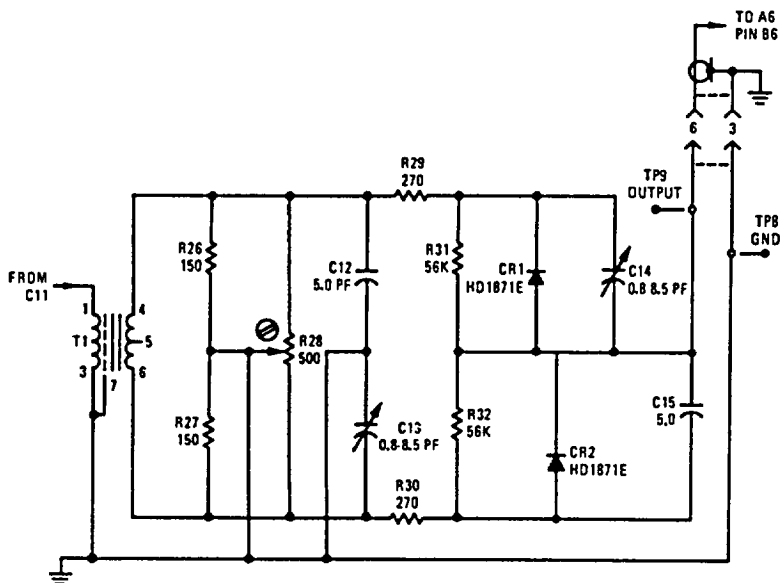 TO A6
PIN B6
6
3
R29
270
TP9
OUTPUT
TP8
GND
R26
150
C12
5.0 PF
R31
56K
CR1
HD1871E
C14
0.8 8.5 PF
FROM
C11
1
4
T1
5
3
7
6
R28
500
R27
150
C13
0.8-8.5 PF
R32
56K
C15
5.0
CR2
HD1871E
R30
270